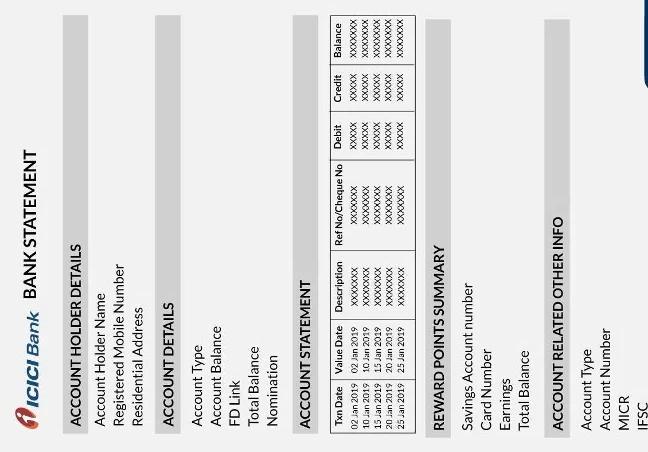 ICICI Bank BANK STATEMENT
ACCOUNT HOLDER DETAILS
Account Holder Name
Registered Mobile Number
Residential Address
ACCOUNT DETAILS
Account Type
Account Balance
FD Link
Total Balance
Nomination
ACCOUNT STATEMENT
Txn Date Value Date Description Ref No/Cheque No Debit Credit Balance
02 Jan 2019 02 Jan 2019 XXXXXXX XXXXXXX XXXXX XXXXX XXXXXXX
10 Jan 2019 10 Jan 2019 XXXXXXX XXXXXXX XXXXX XXXXX XXXXXXX
15 Jan 2019 15 Jan 2019 XXXXXXX XXXXXXX XXXXX XXXXX XXXXXXX
20 Jan 2019 20 Jan 2019 XXXXXXX XXXXXXX XXXXX XXXXX XXXXXXX
25 Jan 2019 25 Jan 2019 XXXXXXX XXXXXXX XXXXX XXXXX XXXXXXX
REWARD POINTS SUMMARY
Savings Account number
Card Number
Earnings
Total Balance
ACCOUNT RELATED OTHER INFO
Account Type
Account Number
MICR
IFSC